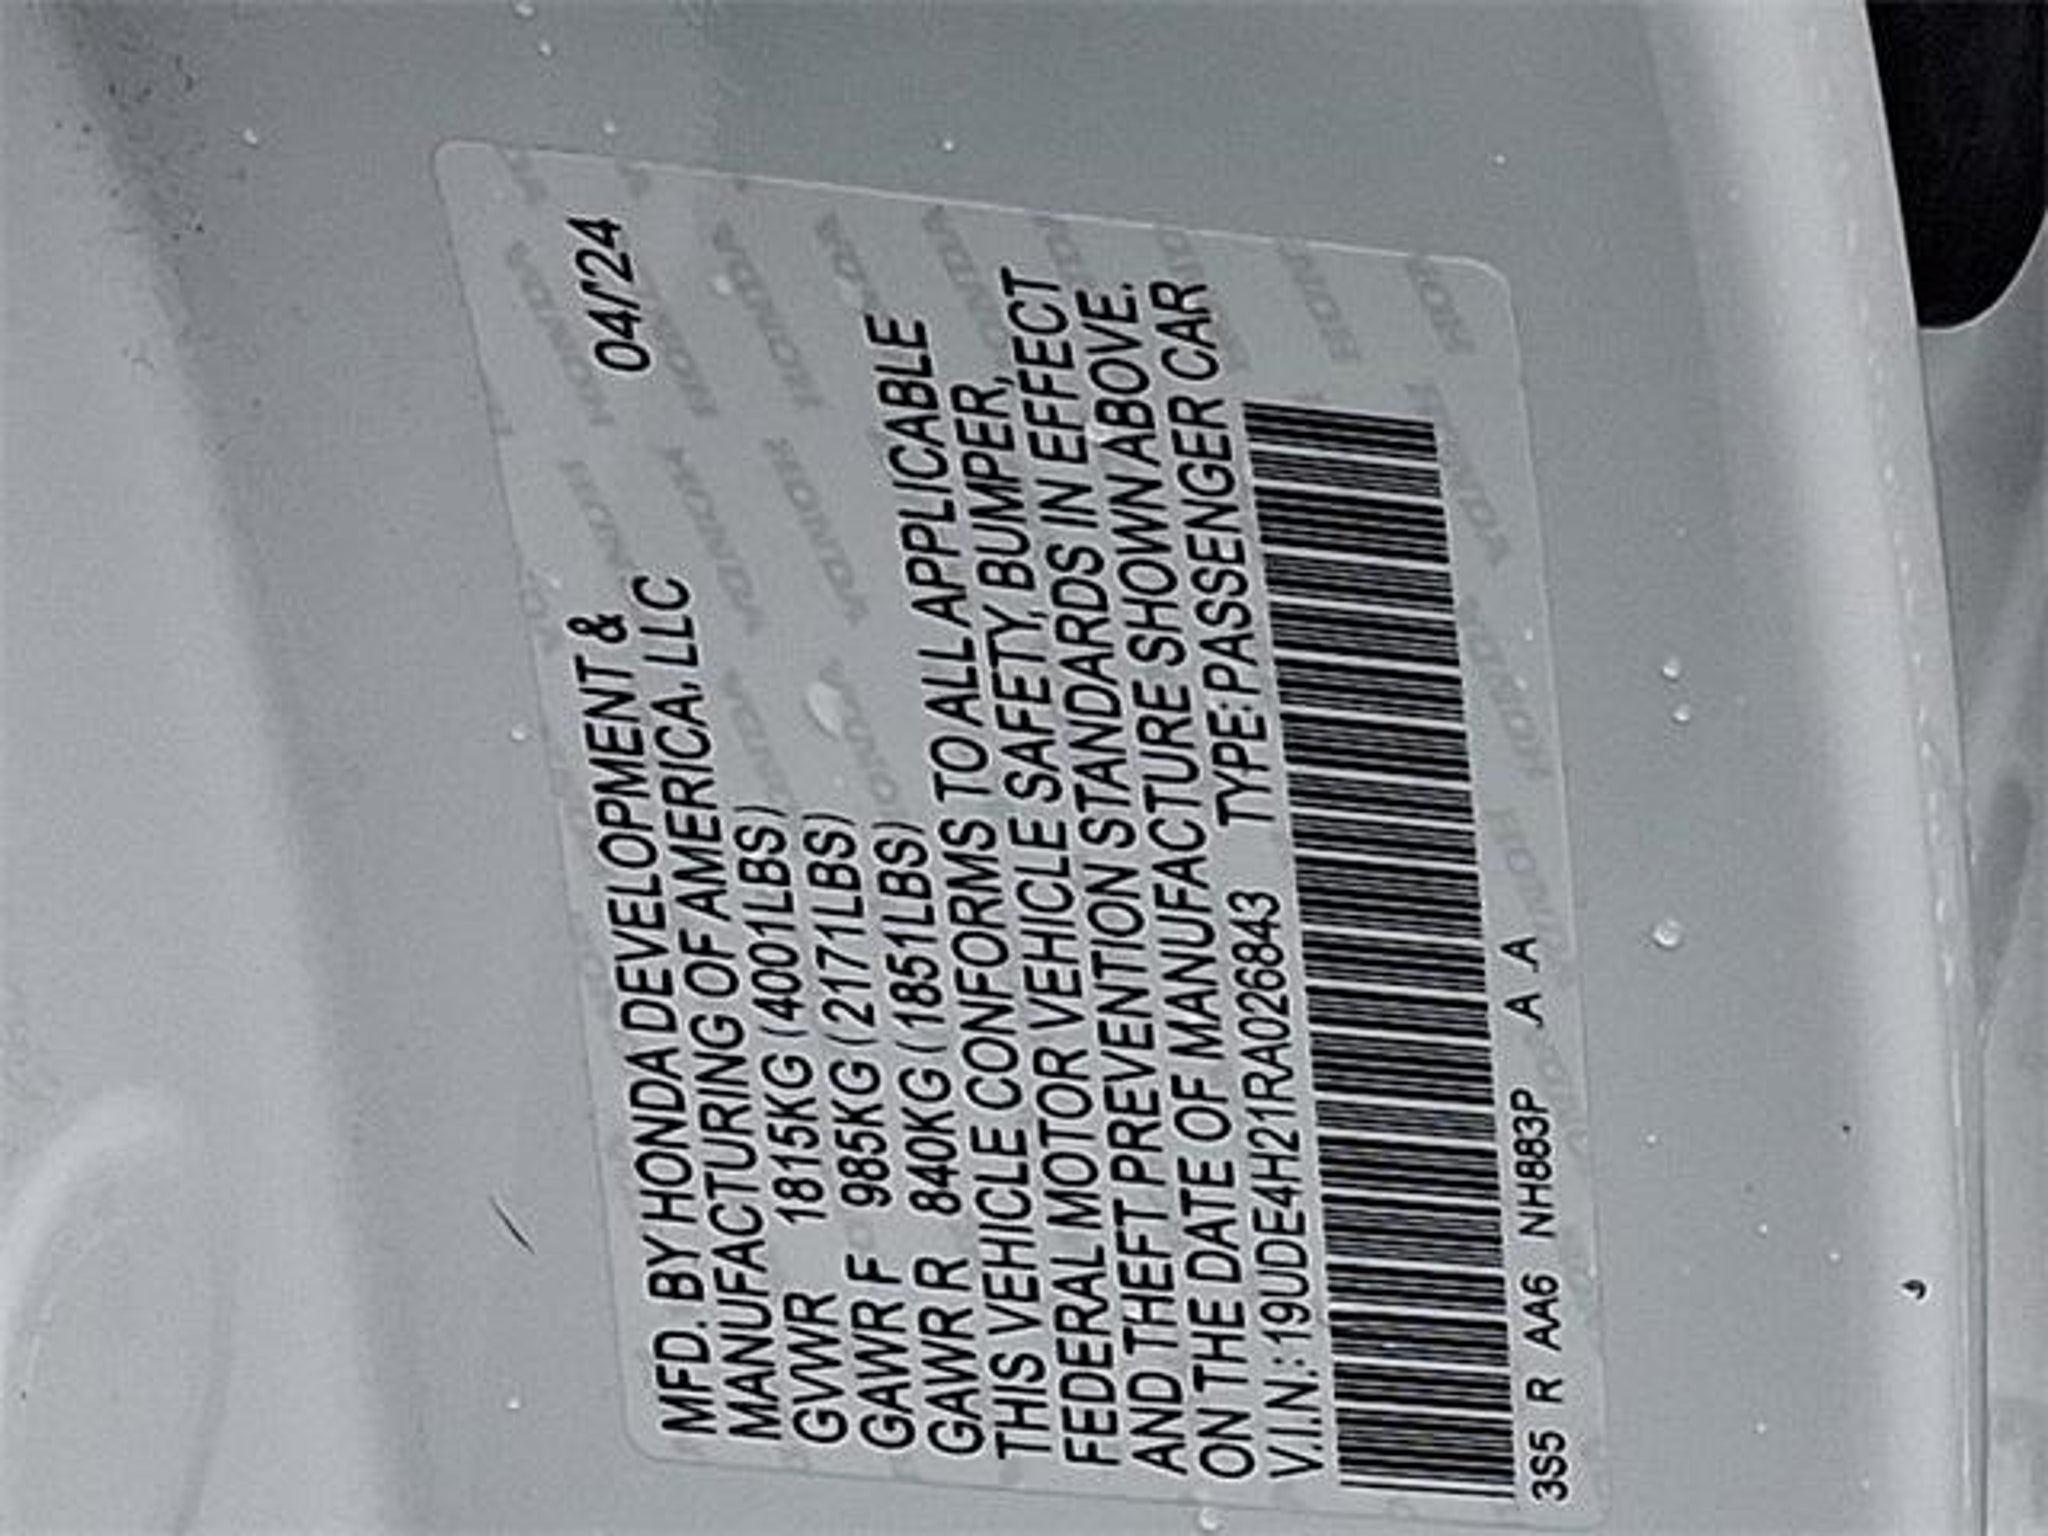 MFD. BY HONDA DEVELOPMENT & 04/24
MANUFACTURING OF AMERICA, LLC
GVWR 1815KG (4001LBS)
GAWR F 985KG (2171LBS)
GAWR R 840KG (1851LBS)
THIS VEHICLE CONFORMS TO ALL APPLICABLE
FEDERAL MOTOR VEHICLE SAFETY, BUMPER,
AND THEFT PREVENTION STANDARDS IN EFFECT
ON THE DATE OF MANUFACTURE SHOWN ABOVE.
V.I.N.: 19UDE4H21RA026843 TYPE: PASSENGER CAR
3S5 R AA6 NH883P A A